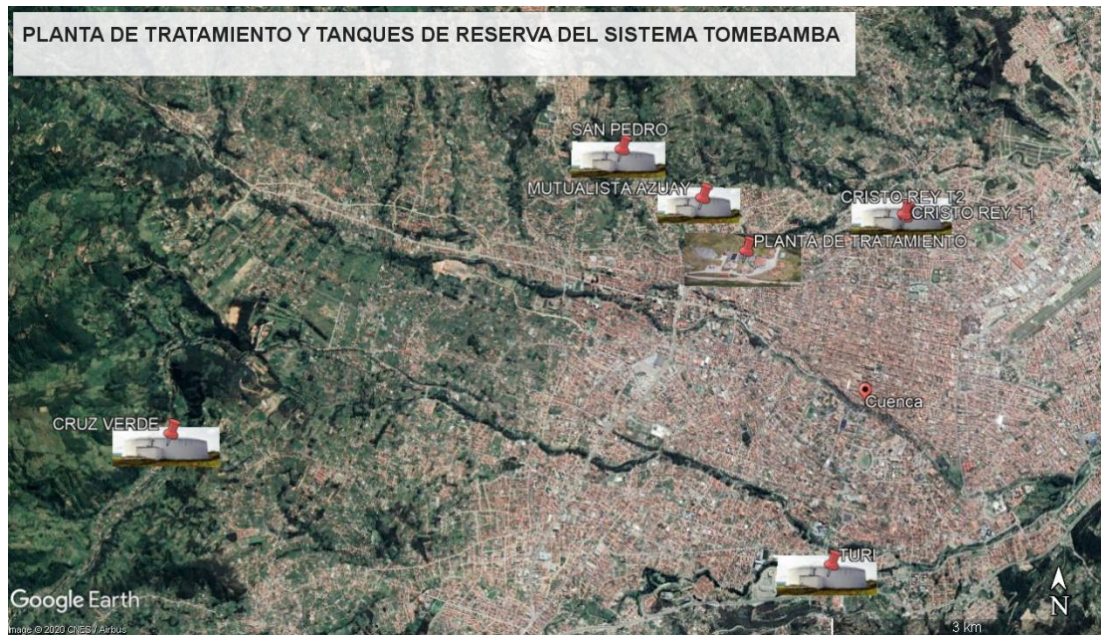 PLANTA DE TRATAMIENTO Y TANQUES DE RESERVA DEL SISTEMA TOMEBAMBA
SAN PEDRO
MUTUALISTA AZUAY
CRISTO REY T2
CRISTO REY T1
PLANTA DE TRATAMIENTO
Cuenca
CRUZ VERDE
TURI
Google Earth
N
Image © 2020 CNES / Airbus
3 km